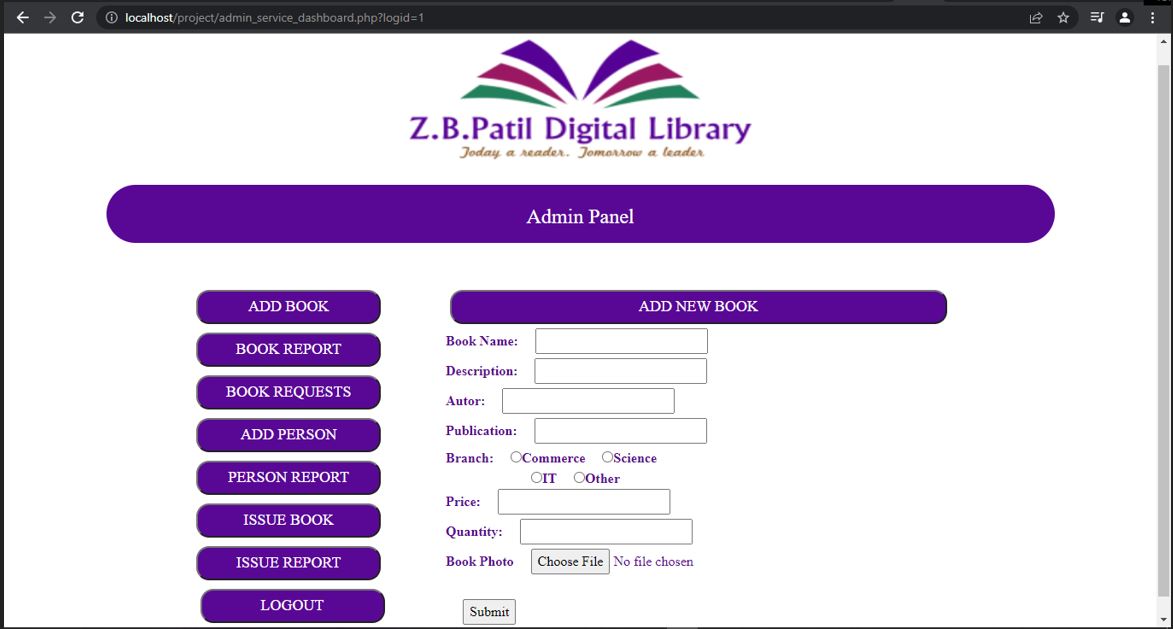 localhost/project/admin_service_dashboard.php?logid=1
Z.B.Patil Digital Library
Today a reader. Tomorrow a leader
Admin Panel
ADD BOOK
BOOK REPORT
BOOK REQUESTS
ADD PERSON
PERSON REPORT
ISSUE BOOK
ISSUE REPORT
LOGOUT
ADD NEW BOOK
Book Name:
Description:
Autor:
Publication:
Branch: Commerce Science
IT Other
Price:
Quantity:
Book Photo Choose File No file chosen
Submit